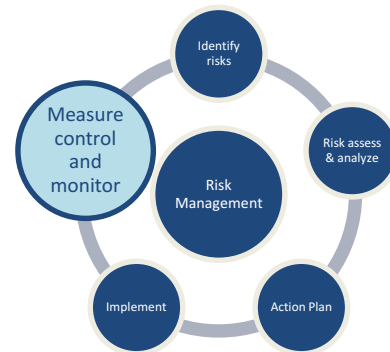 Identify
risks
Measure
control
and
monitor
Risk assess
& analyze
Risk
Management
Implement
Action Plan